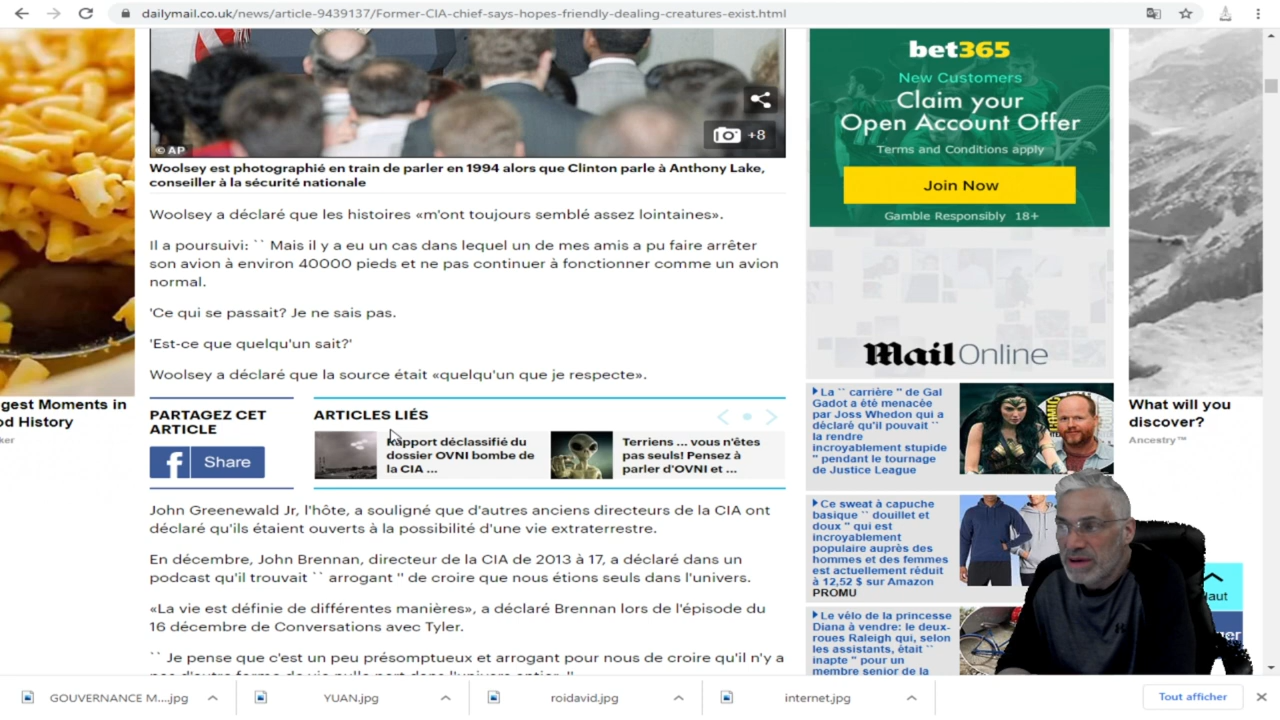 dailymail.co.uk/news/article-9439137/Former-CIA-chief-says-hopes-friendly-dealing-creatures-exist.html
© AP
+8
Woolsey est photographié en train de parler en 1994 alors que Clinton parle à Anthony Lake,
conseiller à la sécurité nationale
Woolsey a déclaré que les histoires «m'ont toujours semblé assez lointaines».
Il a poursuivi: `` Mais il y a eu un cas dans lequel un de mes amis a pu faire arrêter
son avion à environ 40000 pieds et ne pas continuer à fonctionner comme un avion
normal.
'Ce qui se passait? Je ne sais pas.
'Est-ce que quelqu'un sait?'
Woolsey a déclaré que la source était «quelqu'un que je respecte».
PARTAGEZ CET
ARTICLE
Share
ARTICLES LIÉS
Rapport déclassifié du
dossier OVNI bombe de
la CIA ...
Terriens ... vous n'êtes
pas seuls! Pensez à
parler d'OVNI et ...
John Greenewald Jr, l'hôte, a souligné que d'autres anciens directeurs de la CIA ont
déclaré qu'ils étaient ouverts à la possibilité d'une vie extraterrestre.
En décembre, John Brennan, directeur de la CIA de 2013 à 17, a déclaré dans un
podcast qu'il trouvait `` arrogant '' de croire que nous étions seuls dans l'univers.
«La vie est définie de différentes manières», a déclaré Brennan lors de l'épisode du
16 décembre de Conversations avec Tyler.
`` Je pense que c'est un peu présomptueux et arrogant pour nous de croire qu'il n'y a
gest Moments in
od History
ker
bet365
New Customers
Claim your
Open Account Offer
Terms and Conditions apply
Join Now
Gamble Responsibly 18+
Mail Online
La `` carrière '' de Gal
Gadot a été menacée
par Joss Whedon qui a
déclaré qu'il pouvait ``
la rendre
incroyablement stupide
'' pendant le tournage
de Justice League
Ce sweat à capuche
basique `` douillet et
doux '' qui est
incroyablement
populaire auprès des
hommes et des femmes
est actuellement réduit
à 12,52 $ sur Amazon
PROMU
Le vélo de la princesse
Diana à vendre: le deux-
roues Raleigh qui, selon
les assistants, était ``
inapte '' pour un
membre senior de la
What will you
discover?
Ancestry™
Haut
ger
GOUVERNANCE M....jpg
YUAN.jpg
roidavid.jpg
internet.jpg
Tout afficher